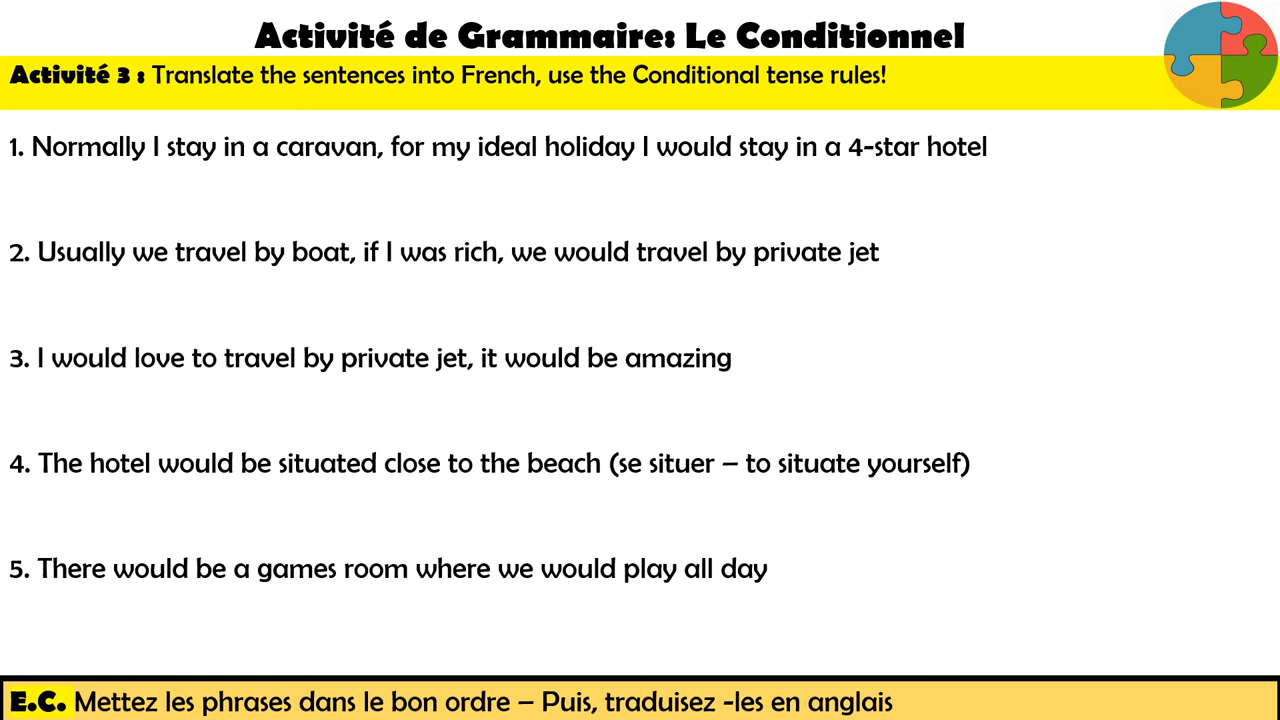 Activité de Grammaire: Le Conditionnel
Activité 3 : Translate the sentences into French, use the Conditional tense rules!
1. Normally I stay in a caravan, for my ideal holiday I would stay in a 4-star hotel
2. Usually we travel by boat, if I was rich, we would travel by private jet
3. I would love to travel by private jet, it would be amazing
4. The hotel would be situated close to the beach (se situer – to situate yourself)
5. There would be a games room where we would play all day
E.C. Mettez les phrases dans le bon ordre – Puis, traduisez -les en anglais